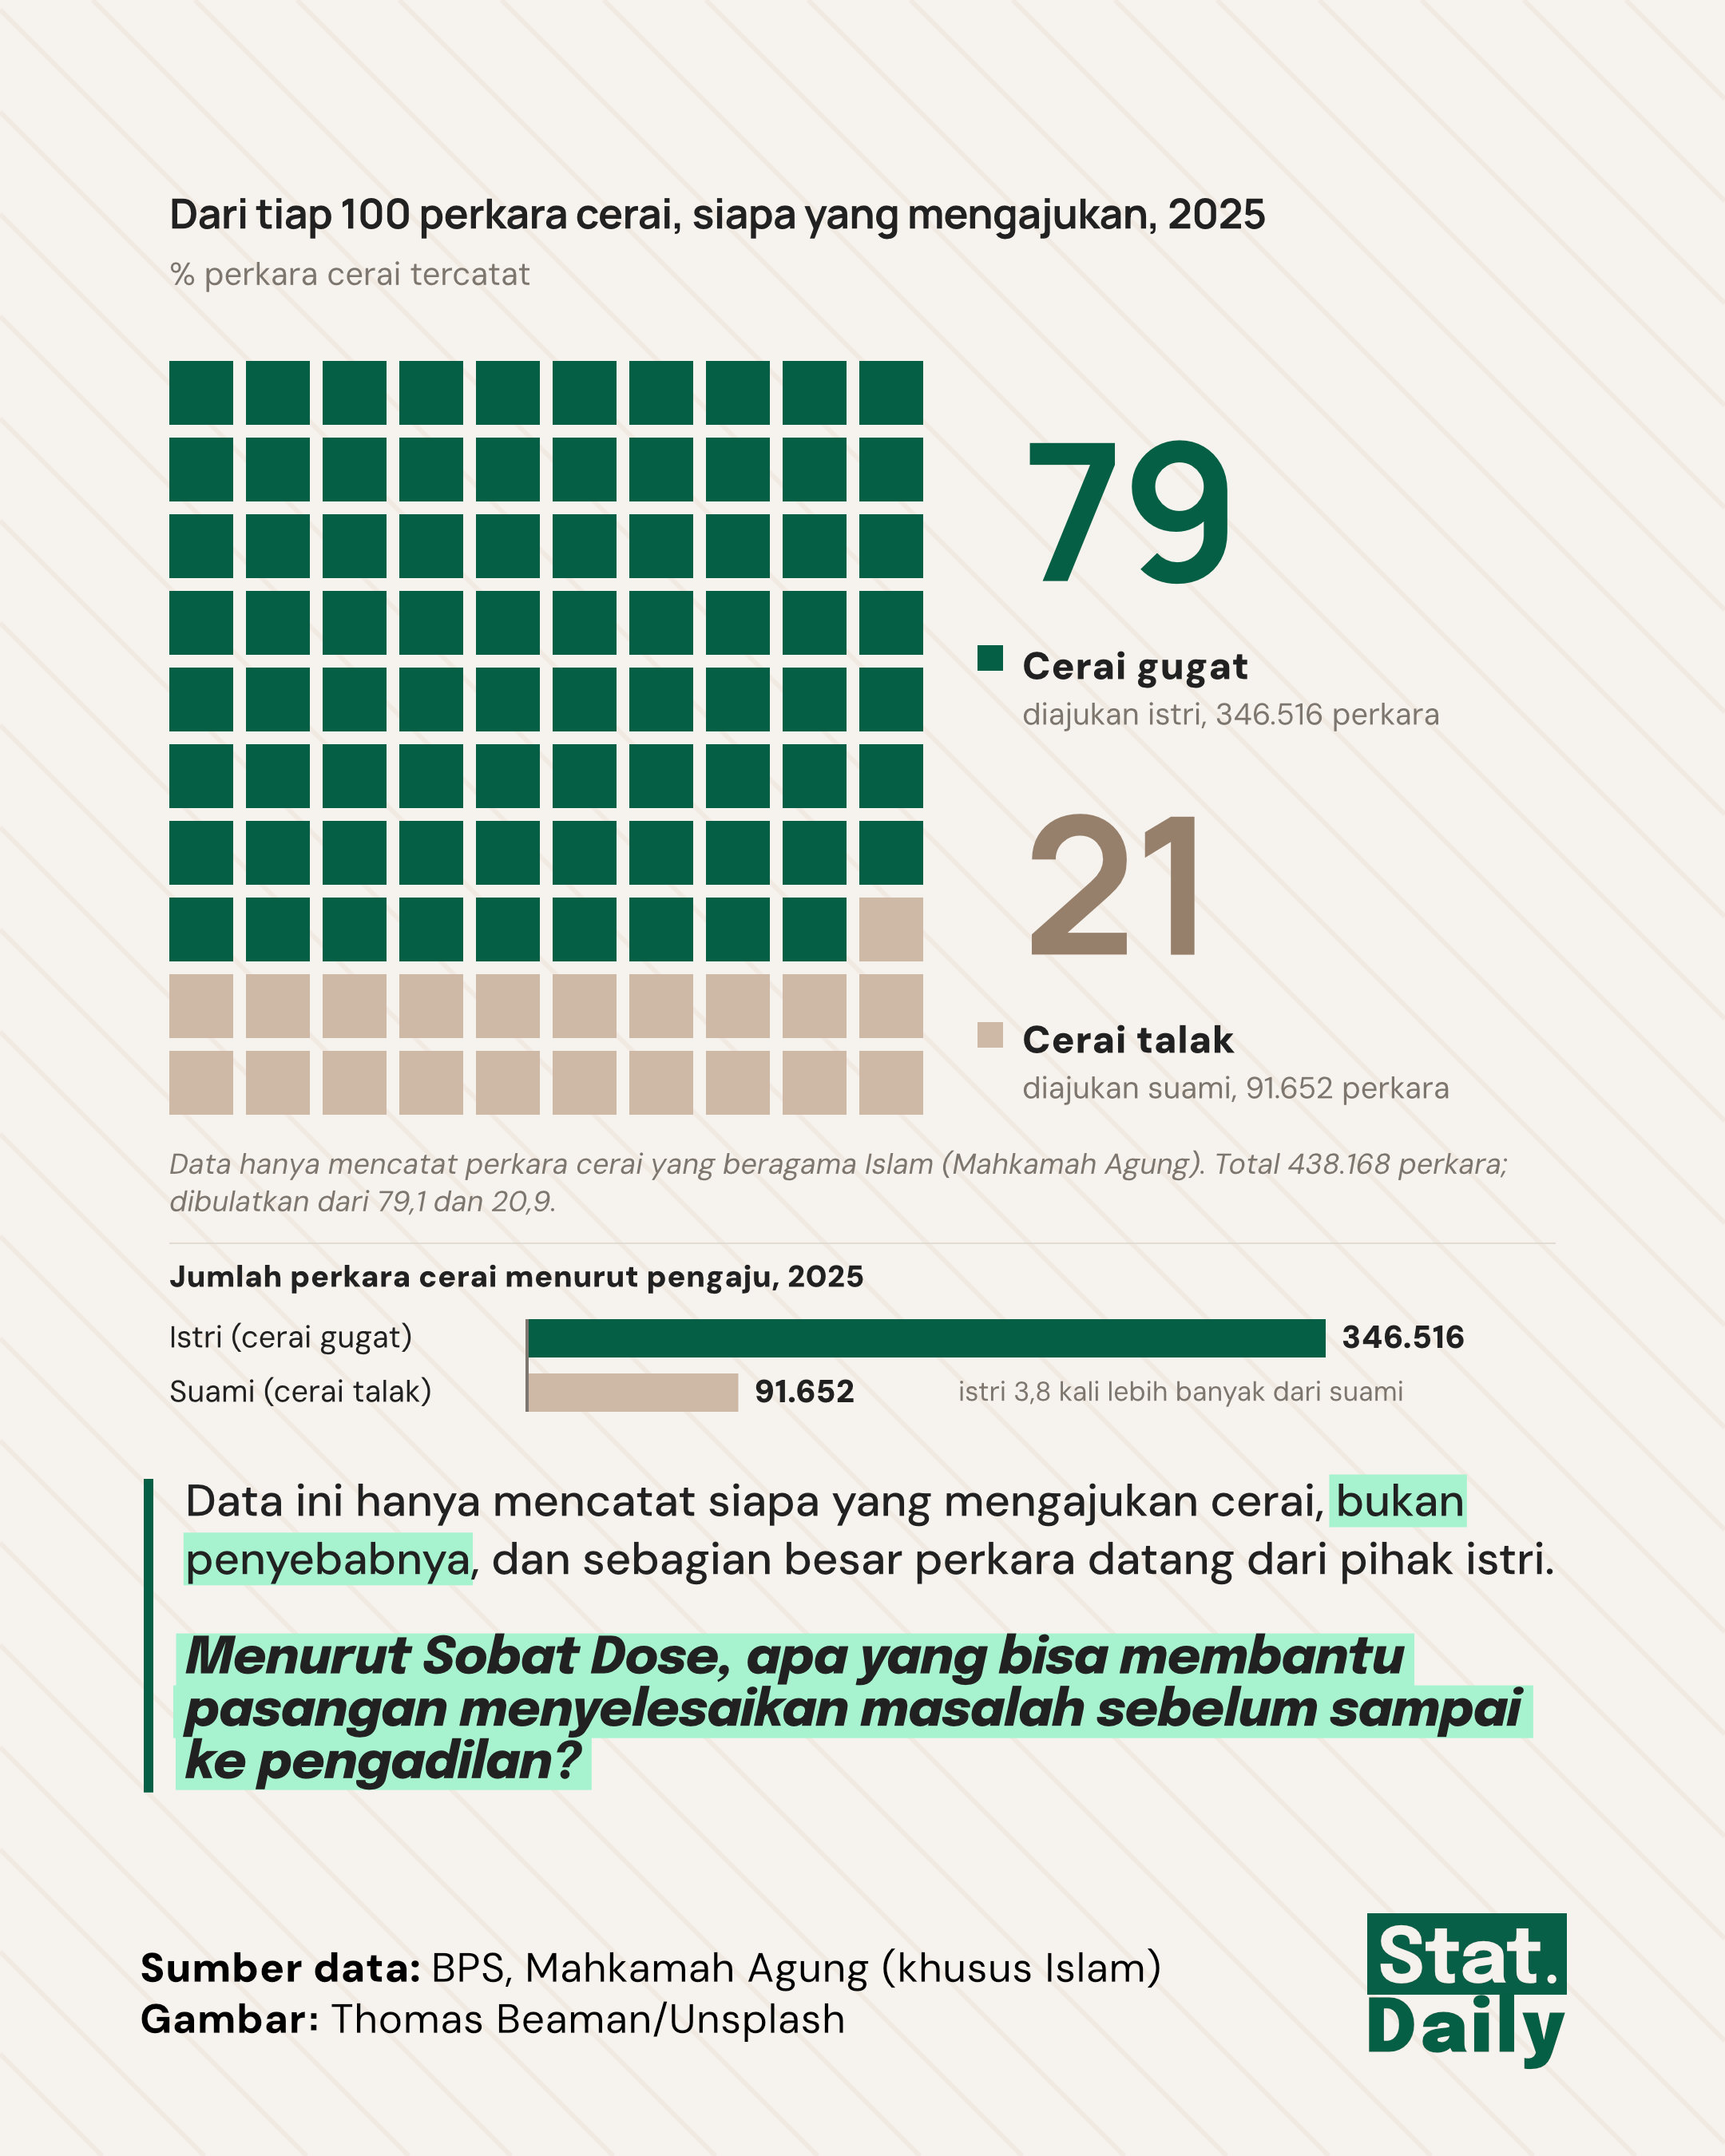 Dari tiap 100 perkara cerai, siapa yang mengajukan, 2025
% perkara cerai tercatat
79
Cerai gugat
diajukan istri, 346.516 perkara
21
Cerai talak
diajukan suami, 91.652 perkara
Data hanya mencatat perkara cerai yang beragama Islam (Mahkamah Agung). Total 438.168 perkara;
dibulatkan dari 79,1 dan 20,9.
Jumlah perkara cerai menurut pengaju, 2025
Istri (cerai gugat) 346.516
Suami (cerai talak) 91.652 istri 3,8 kali lebih banyak dari suami
Data ini hanya mencatat siapa yang mengajukan cerai, bukan
penyebabnya, dan sebagian besar perkara datang dari pihak istri.
Menurut Sobat Dose, apa yang bisa membantu
pasangan menyelesaikan masalah sebelum sampai
ke pengadilan?
Sumber data: BPS, Mahkamah Agung (khusus Islam)
Gambar: Thomas Beaman/Unsplash
Stat.
Daily